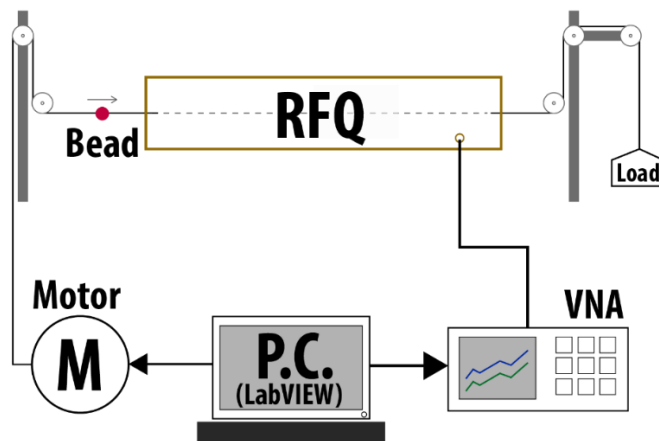 RFQ
Bead
Load
Motor
M
P.C.
(LabVIEW)
VNA